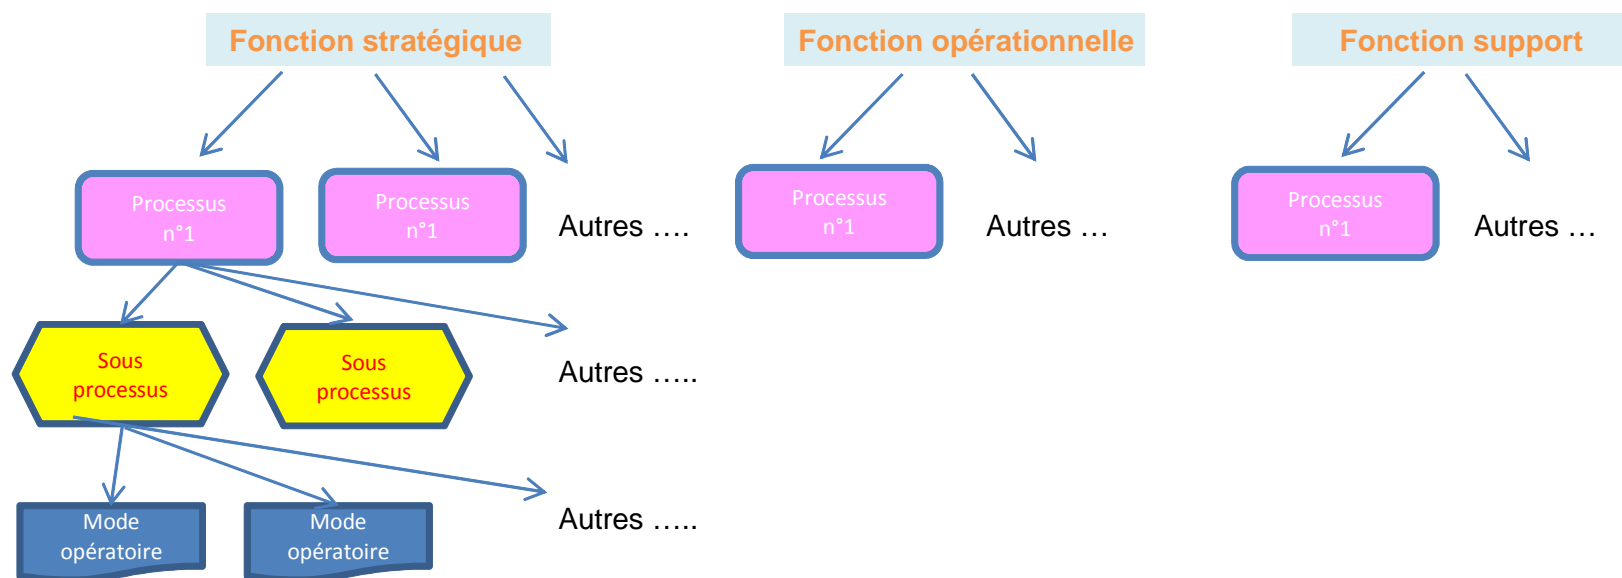 Fonction stratégique
Fonction opérationnelle
Fonction support
Processus
n°1
Processus
n°1
Autres ….
Processus
n°1
Autres …
Processus
n°1
Autres …
Sous
processus
Sous
processus
Autres …..
Mode
opératoire
Mode
opératoire
Autres …..